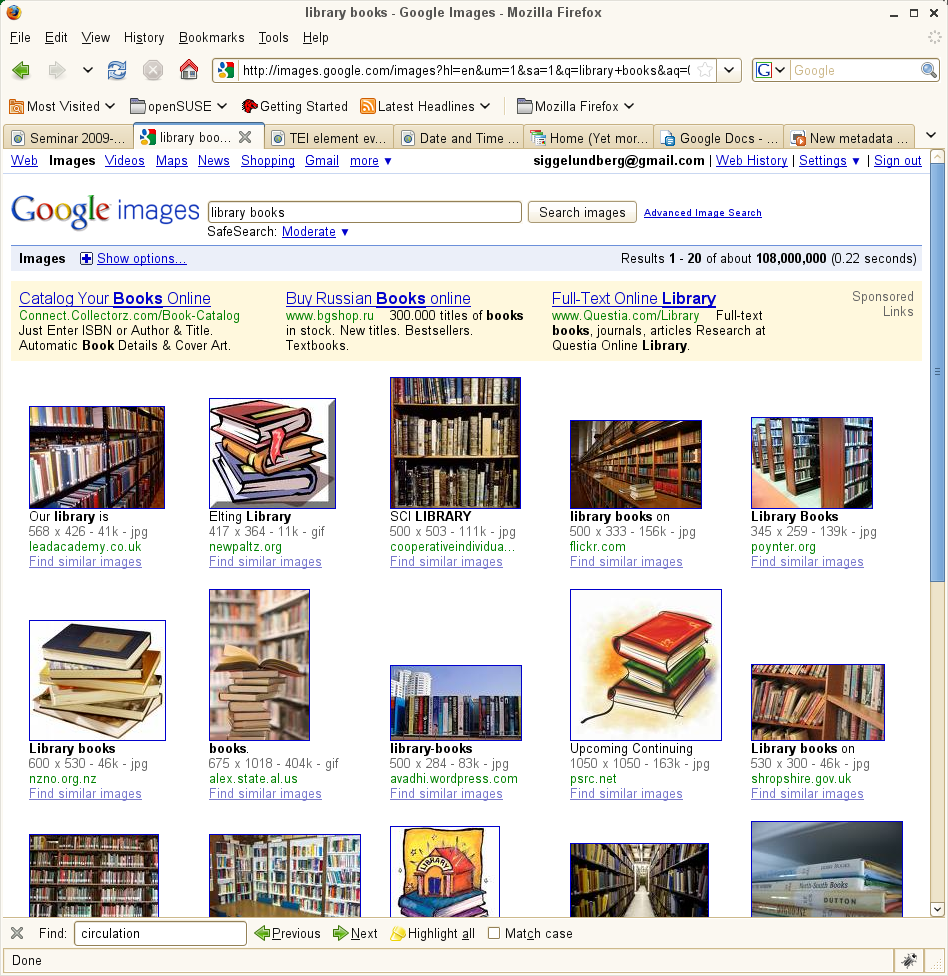 library books - Google Images - Mozilla Firefox
File Edit View History Bookmarks Tools Help
http://images.google.com/images?hl=en&um=1&sa=1&q=library+books&aq=
Google
Most Visited openSUSE Getting Started Latest Headlines Mozilla Firefox
Seminar 2009-... library boo... TEI element ev... Date and Time ... Home (Yet mor... Google Docs - ... New metadata ...
Web Images Videos Maps News Shopping Gmail more ▼ siggelundberg@gmail.com | Web History | Settings ▼ | Sign out
Google images library books Search images Advanced Image Search
SafeSearch: Moderate ▼
Images Show options... Results 1 - 20 of about 108,000,000 (0.22 seconds)
Catalog Your Books Online Buy Russian Books online Full-Text Online Library Sponsored
Connect.Collectorz.com/Book-Catalog www.bgshop.ru 300.000 titles of books www.Questia.com/Library Full-text Links
Just Enter ISBN or Author & Title. in stock. New titles. Bestsellers. books, journals, articles Research at
Automatic Book Details & Cover Art. Textbooks. Questia Online Library.
Our library is Elting Library SCI LIBRARY library books on Library Books
568 x 426 - 41k - jpg 417 x 364 - 11k - gif 500 x 503 - 111k - jpg 500 x 333 - 156k - jpg 345 x 259 - 139k - jpg
leadacademy.co.uk newpaltz.org cooperativeindividua... flickr.com poynter.org
Find similar images Find similar images Find similar images Find similar images Find similar images
Library books books. library-books Upcoming Continuing Library books on
600 x 530 - 46k - jpg 675 x 1018 - 404k - gif 500 x 284 - 83k - jpg 1050 x 1050 - 163k - jpg 530 x 300 - 46k - jpg
nzno.org.nz alex.state.al.us avadhi.wordpress.com psrc.net shropshire.gov.uk
Find similar images Find similar images Find similar images Find similar images Find similar images
LIBRARY
North-South Books
DUTTON
Find: circulation Previous Next Highlight all Match case
Done